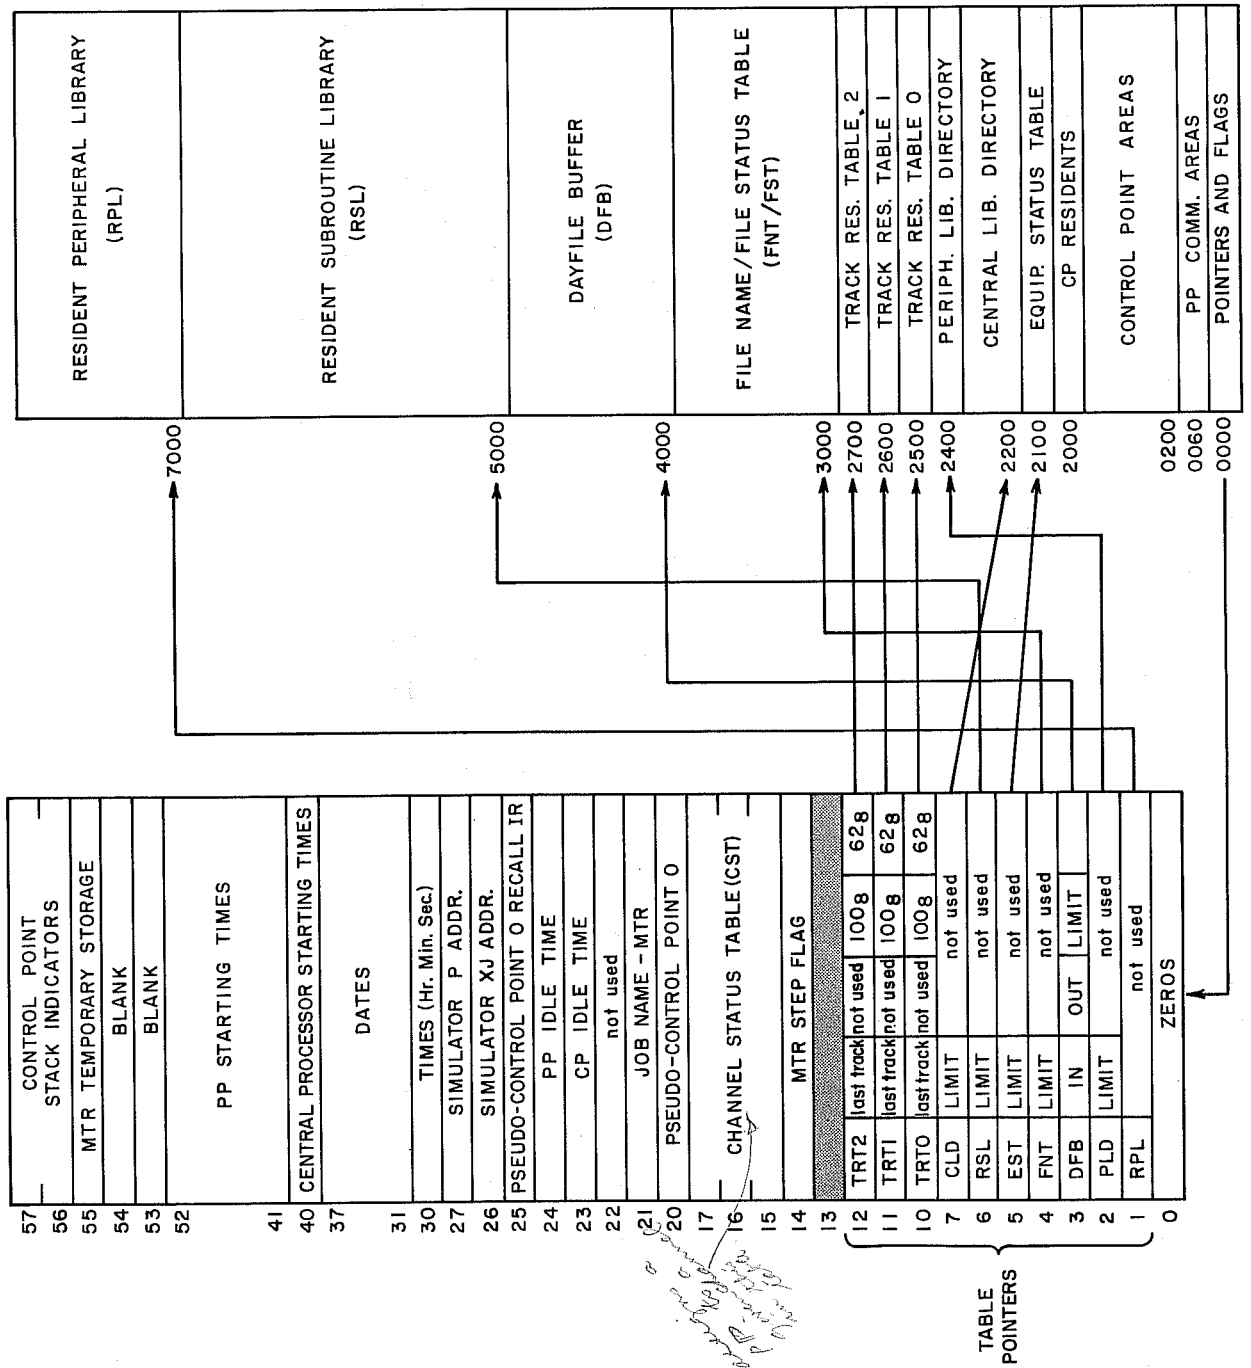 RESIDENT PERIPHERAL LIBRARY
(RPL)
7000
RESIDENT SUBROUTINE LIBRARY
(RSL)
5000
DAYFILE BUFFER
(DFB)
4000
FILE NAME/FILE STATUS TABLE
(FNT/FST)
3000
TRACK RES. TABLE 2
2700
TRACK RES. TABLE 1
2600
TRACK RES. TABLE 0
2500
PERIPH. LIB. DIRECTORY
2400
CENTRAL LIB. DIRECTORY
2200
EQUIP. STATUS TABLE
2100
CP RESIDENTS
2000
CONTROL POINT AREAS
0200
PP COMM. AREAS
0060
POINTERS AND FLAGS
0000
57
56
CONTROL POINT
STACK INDICATORS
55 MTR TEMPORARY STORAGE
54 BLANK
53 BLANK
52
41
PP STARTING TIMES
40 CENTRAL PROCESSOR STARTING TIMES
37
31
DATES
30 TIMES (Hr. Min. Sec.)
27 SIMULATOR P ADDR.
26 SIMULATOR XJ ADDR.
25 PSEUDO-CONTROL POINT 0 RECALL IR
24 PP IDLE TIME
23 CP IDLE TIME
22 not used
21 JOB NAME - MTR
20 PSEUDO-CONTROL POINT 0
17
16 CHANNEL STATUS TABLE (CST)
15
14 MTR STEP FLAG
13
12 TRT2 last track not used 100₈ 62₈
11 TRT1 last track not used 100₈ 62₈
10 TRT0 last track not used 100₈ 62₈
7 CLD LIMIT not used
6 RSL LIMIT not used
5 EST LIMIT not used
4 FNT LIMIT not used
3 DFB IN OUT LIMIT
2 PLD LIMIT not used
1 RPL not used
0 ZEROS
TABLE
POINTERS